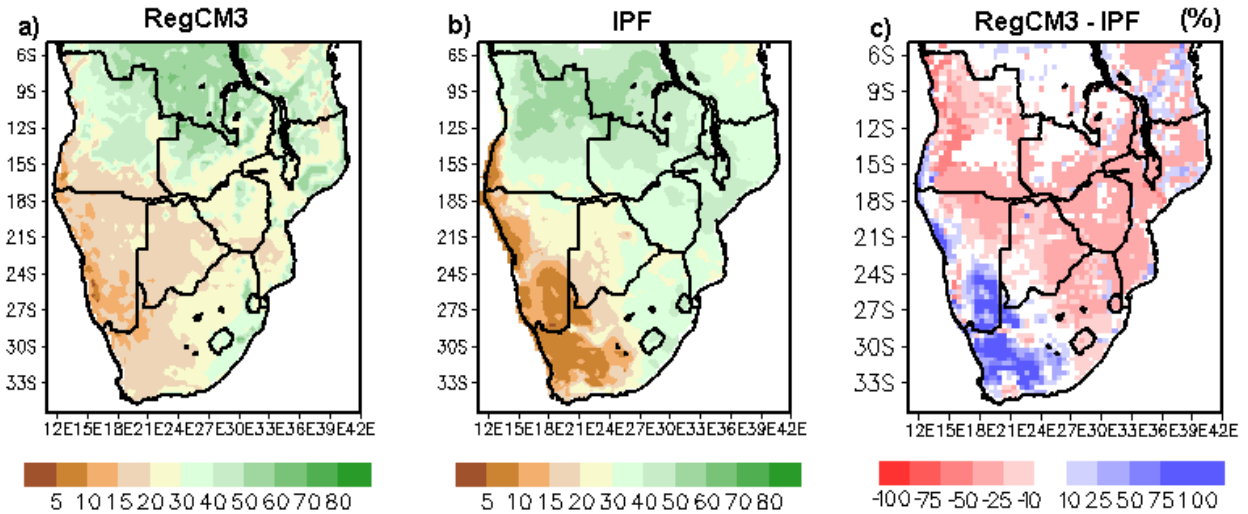 a) RegCM3
b) IPF
c) RegCM3 - IPF (%)
6S
9S
12S
15S
18S
21S
24S
27S
30S
33S
12E15E18E21E24E27E30E33E36E39E42E
6S
9S
12S
15S
18S
21S
24S
27S
30S
33S
12E15E18E21E24E27E30E33E36E39E42E
6S
9S
12S
15S
18S
21S
24S
27S
30S
33S
12E15E18E21E24E27E30E33E36E39E42E
5 10 15 20 30 40 50 60 70 80
5 10 15 20 30 40 50 60 70 80
-100 -75 -50 -25 -10 10 25 50 75 100